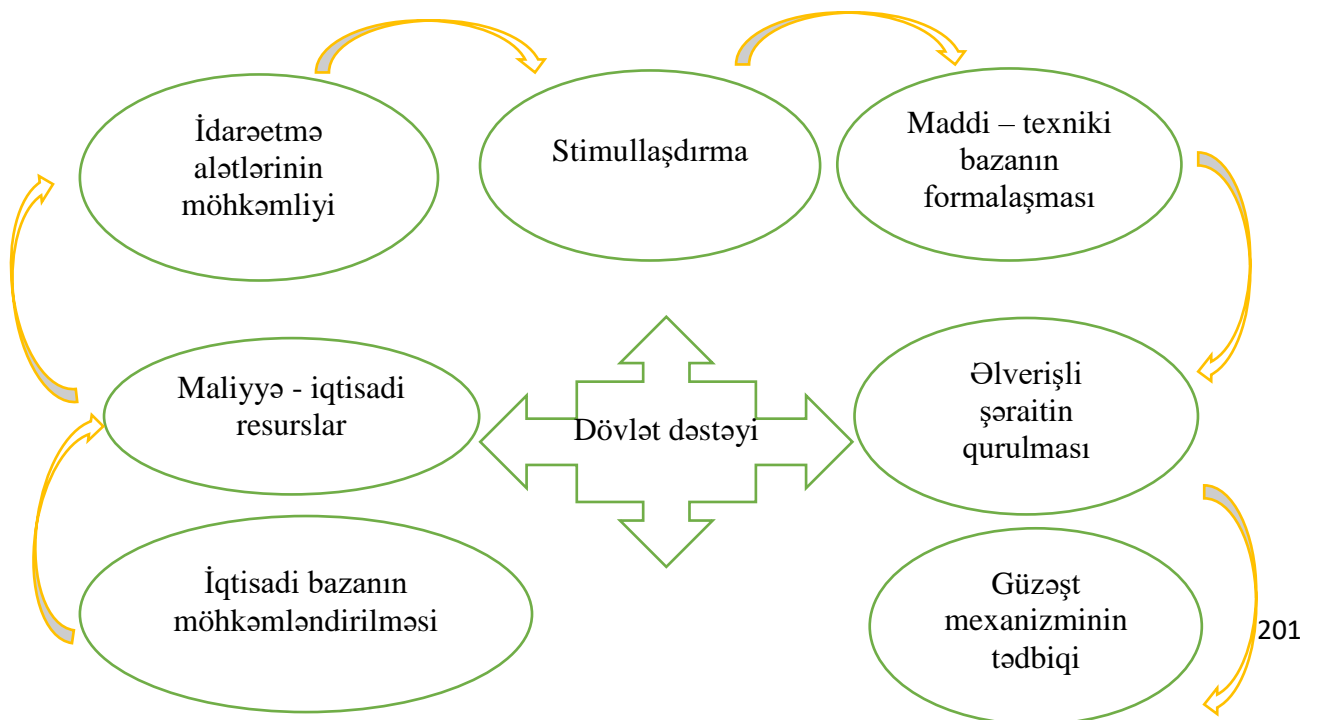 İdarəetmə
alətlərinin
möhkəmliyi
Stimullaşdırma
Maddi – texniki
bazanın
formalaşması
Maliyyə - iqtisadi
resurslar
Dövlət dəstəyi
Əlverişli
şəraitin
qurulması
İqtisadi bazanın
möhkəmləndirilməsi
Güzəşt
mexanizminin
tədbiqi
201